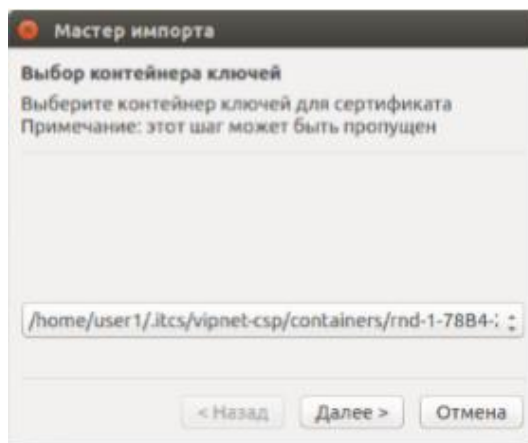 Мастер импорта
Выбор контейнера ключей
Выберите контейнер ключей для сертификата
Примечание: этот шаг может быть пропущен
/home/user1/.itcs/vipnet-csp/containers/rnd-1-78B4-
< Назад Далее > Отмена